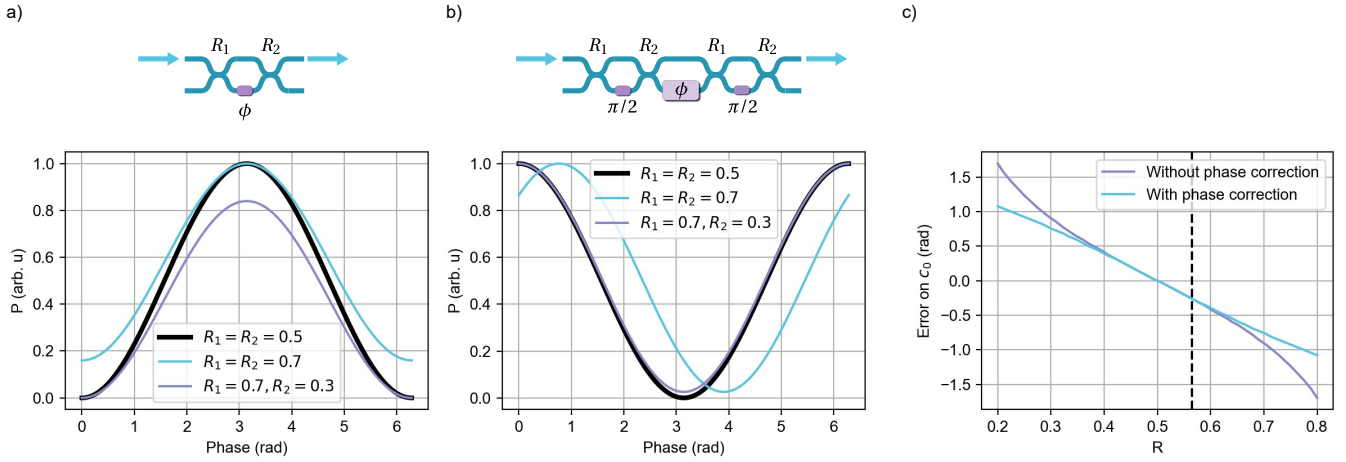 a)
R₁ R₂
ϕ
P (arb. u)
1.0
0.8
0.6
0.4
0.2
0.0
R₁ = R₂ = 0.5
R₁ = R₂ = 0.7
R₁ = 0.7, R₂ = 0.3
0 1 2 3 4 5 6
Phase (rad)
b)
R₁ R₂ R₁ R₂
ϕ
π/2 π/2
P (arb. u)
1.0
0.8
0.6
0.4
0.2
0.0
R₁ = R₂ = 0.5
R₁ = R₂ = 0.7
R₁ = 0.7, R₂ = 0.3
0 1 2 3 4 5 6
Phase (rad)
c)
Error on c₀ (rad)
1.5
1.0
0.5
0.0
−0.5
−1.0
−1.5
Without phase correction
With phase correction
0.2 0.3 0.4 0.5 0.6 0.7 0.8
R